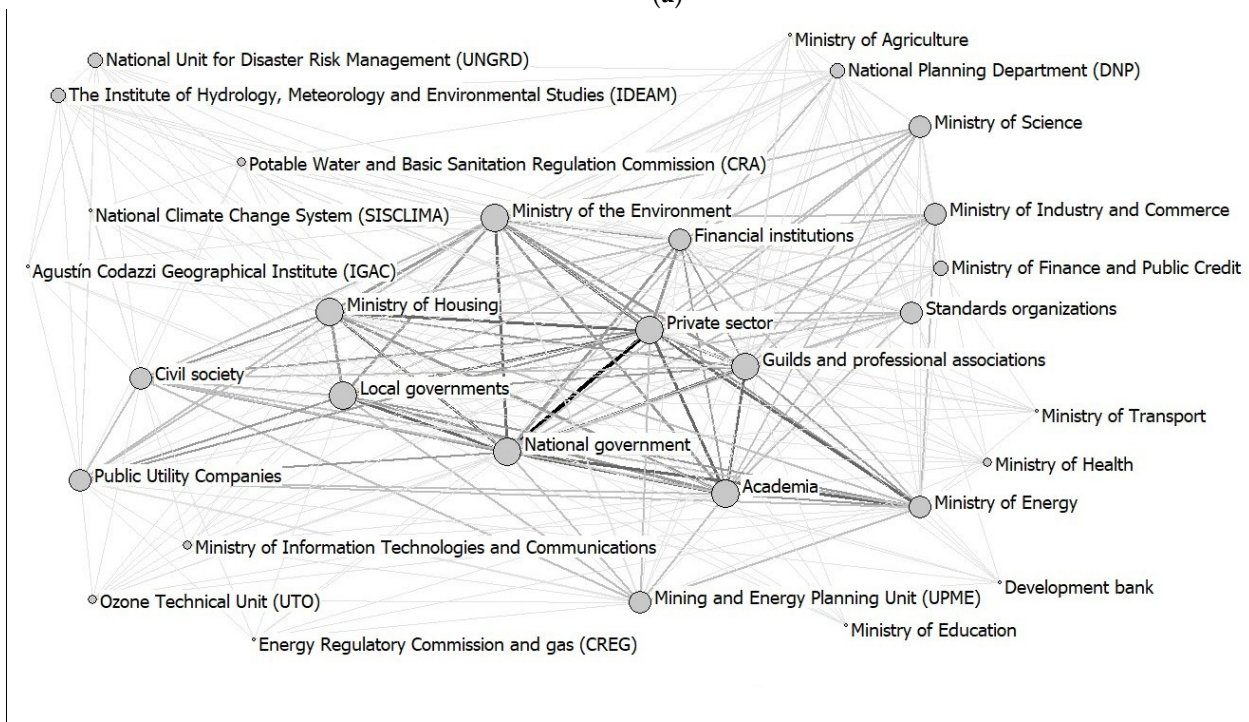 (a)
Ministry of Agriculture
National Unit for Disaster Risk Management (UNGRD)
National Planning Department (DNP)
The Institute of Hydrology, Meteorology and Environmental Studies (IDEAM)
Ministry of Science
Potable Water and Basic Sanitation Regulation Commission (CRA)
National Climate Change System (SISCLIMA)
Ministry of the Environment
Ministry of Industry and Commerce
Financial institutions
Agustín Codazzi Geographical Institute (IGAC)
Ministry of Finance and Public Credit
Ministry of Housing
Standards organizations
Private sector
Guilds and professional associations
Civil society
Local governments
Ministry of Transport
National government
Ministry of Health
Public Utility Companies
Academia
Ministry of Energy
Ministry of Information Technologies and Communications
Development bank
Ozone Technical Unit (UTO)
Mining and Energy Planning Unit (UPME)
Ministry of Education
Energy Regulatory Commission and gas (CREG)